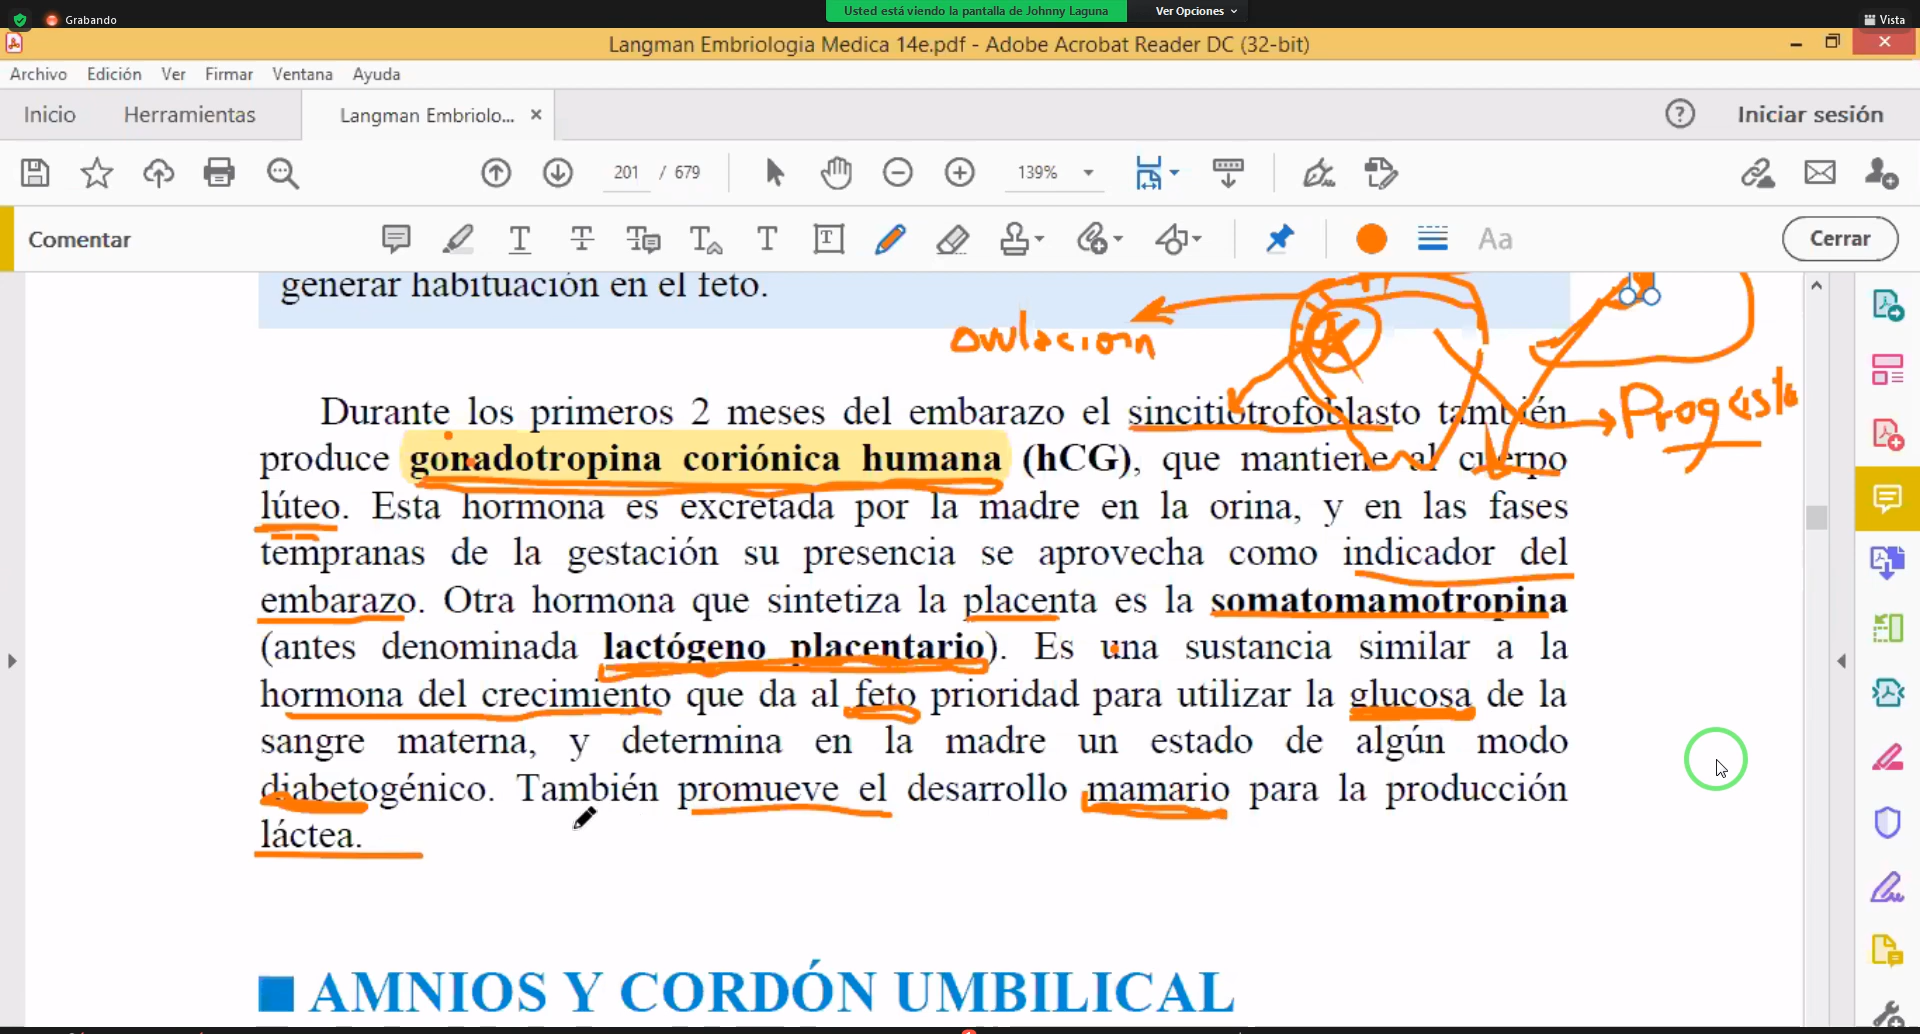 Grabando
Usted está viendo la pantalla de Johnny Laguna
Ver Opciones
Vista
Langman Embriologia Medica 14e.pdf - Adobe Acrobat Reader DC (32-bit)
Archivo Edición Ver Firmar Ventana Ayuda
Inicio Herramientas Langman Embriolo... Iniciar sesión
201 / 679 139%
Comentar Aa Cerrar
generar habituación en el feto.
ovulacion
Progesta
Durante los primeros 2 meses del embarazo el sincitiotrofoblasto también
produce gonadotropina coriónica humana (hCG), que mantiene al cuerpo
lúteo. Esta hormona es excretada por la madre en la orina, y en las fases
tempranas de la gestación su presencia se aprovecha como indicador del
embarazo. Otra hormona que sintetiza la placenta es la somatomamotropina
(antes denominada lactógeno placentario). Es una sustancia similar a la
hormona del crecimiento que da al feto prioridad para utilizar la glucosa de la
sangre materna, y determina en la madre un estado de algún modo
diabetogénico. También promueve el desarrollo mamario para la producción
láctea.
AMNIOS Y CORDÓN UMBILICAL